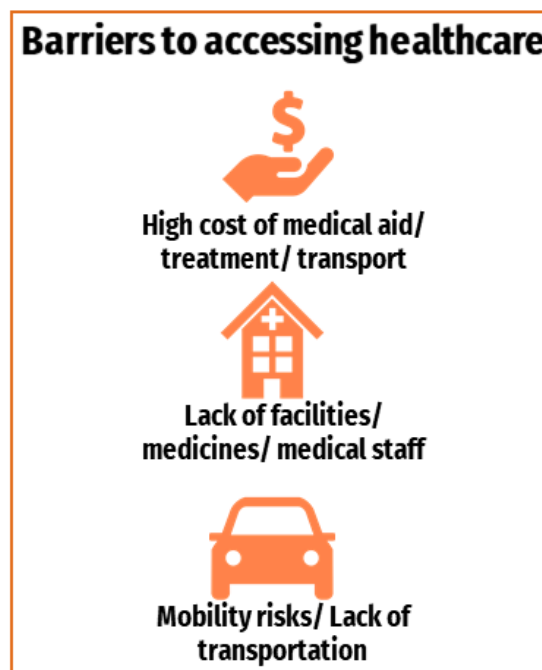 Barriers to accessing healthcare
$
High cost of medical aid/
treatment/ transport
Lack of facilities/
medicines/ medical staff
Mobility risks/ Lack of
transportation